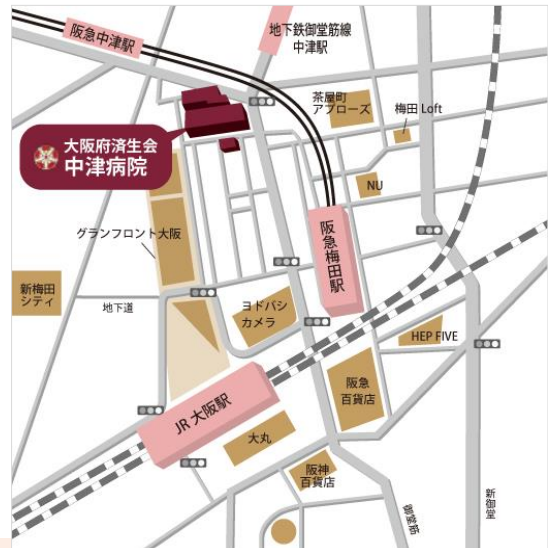 阪急中津駅
地下鉄御堂筋線
中津駅
茶屋町
アプローズ
梅田 Loft
大阪府済生会
中津病院
NU
グランフロント大阪
阪急梅田駅
新梅田
シティ
地下道
ヨドバシ
カメラ
HEP FIVE
阪急
百貨店
JR 大阪駅
大丸
阪神
百貨店
御堂筋
新御堂